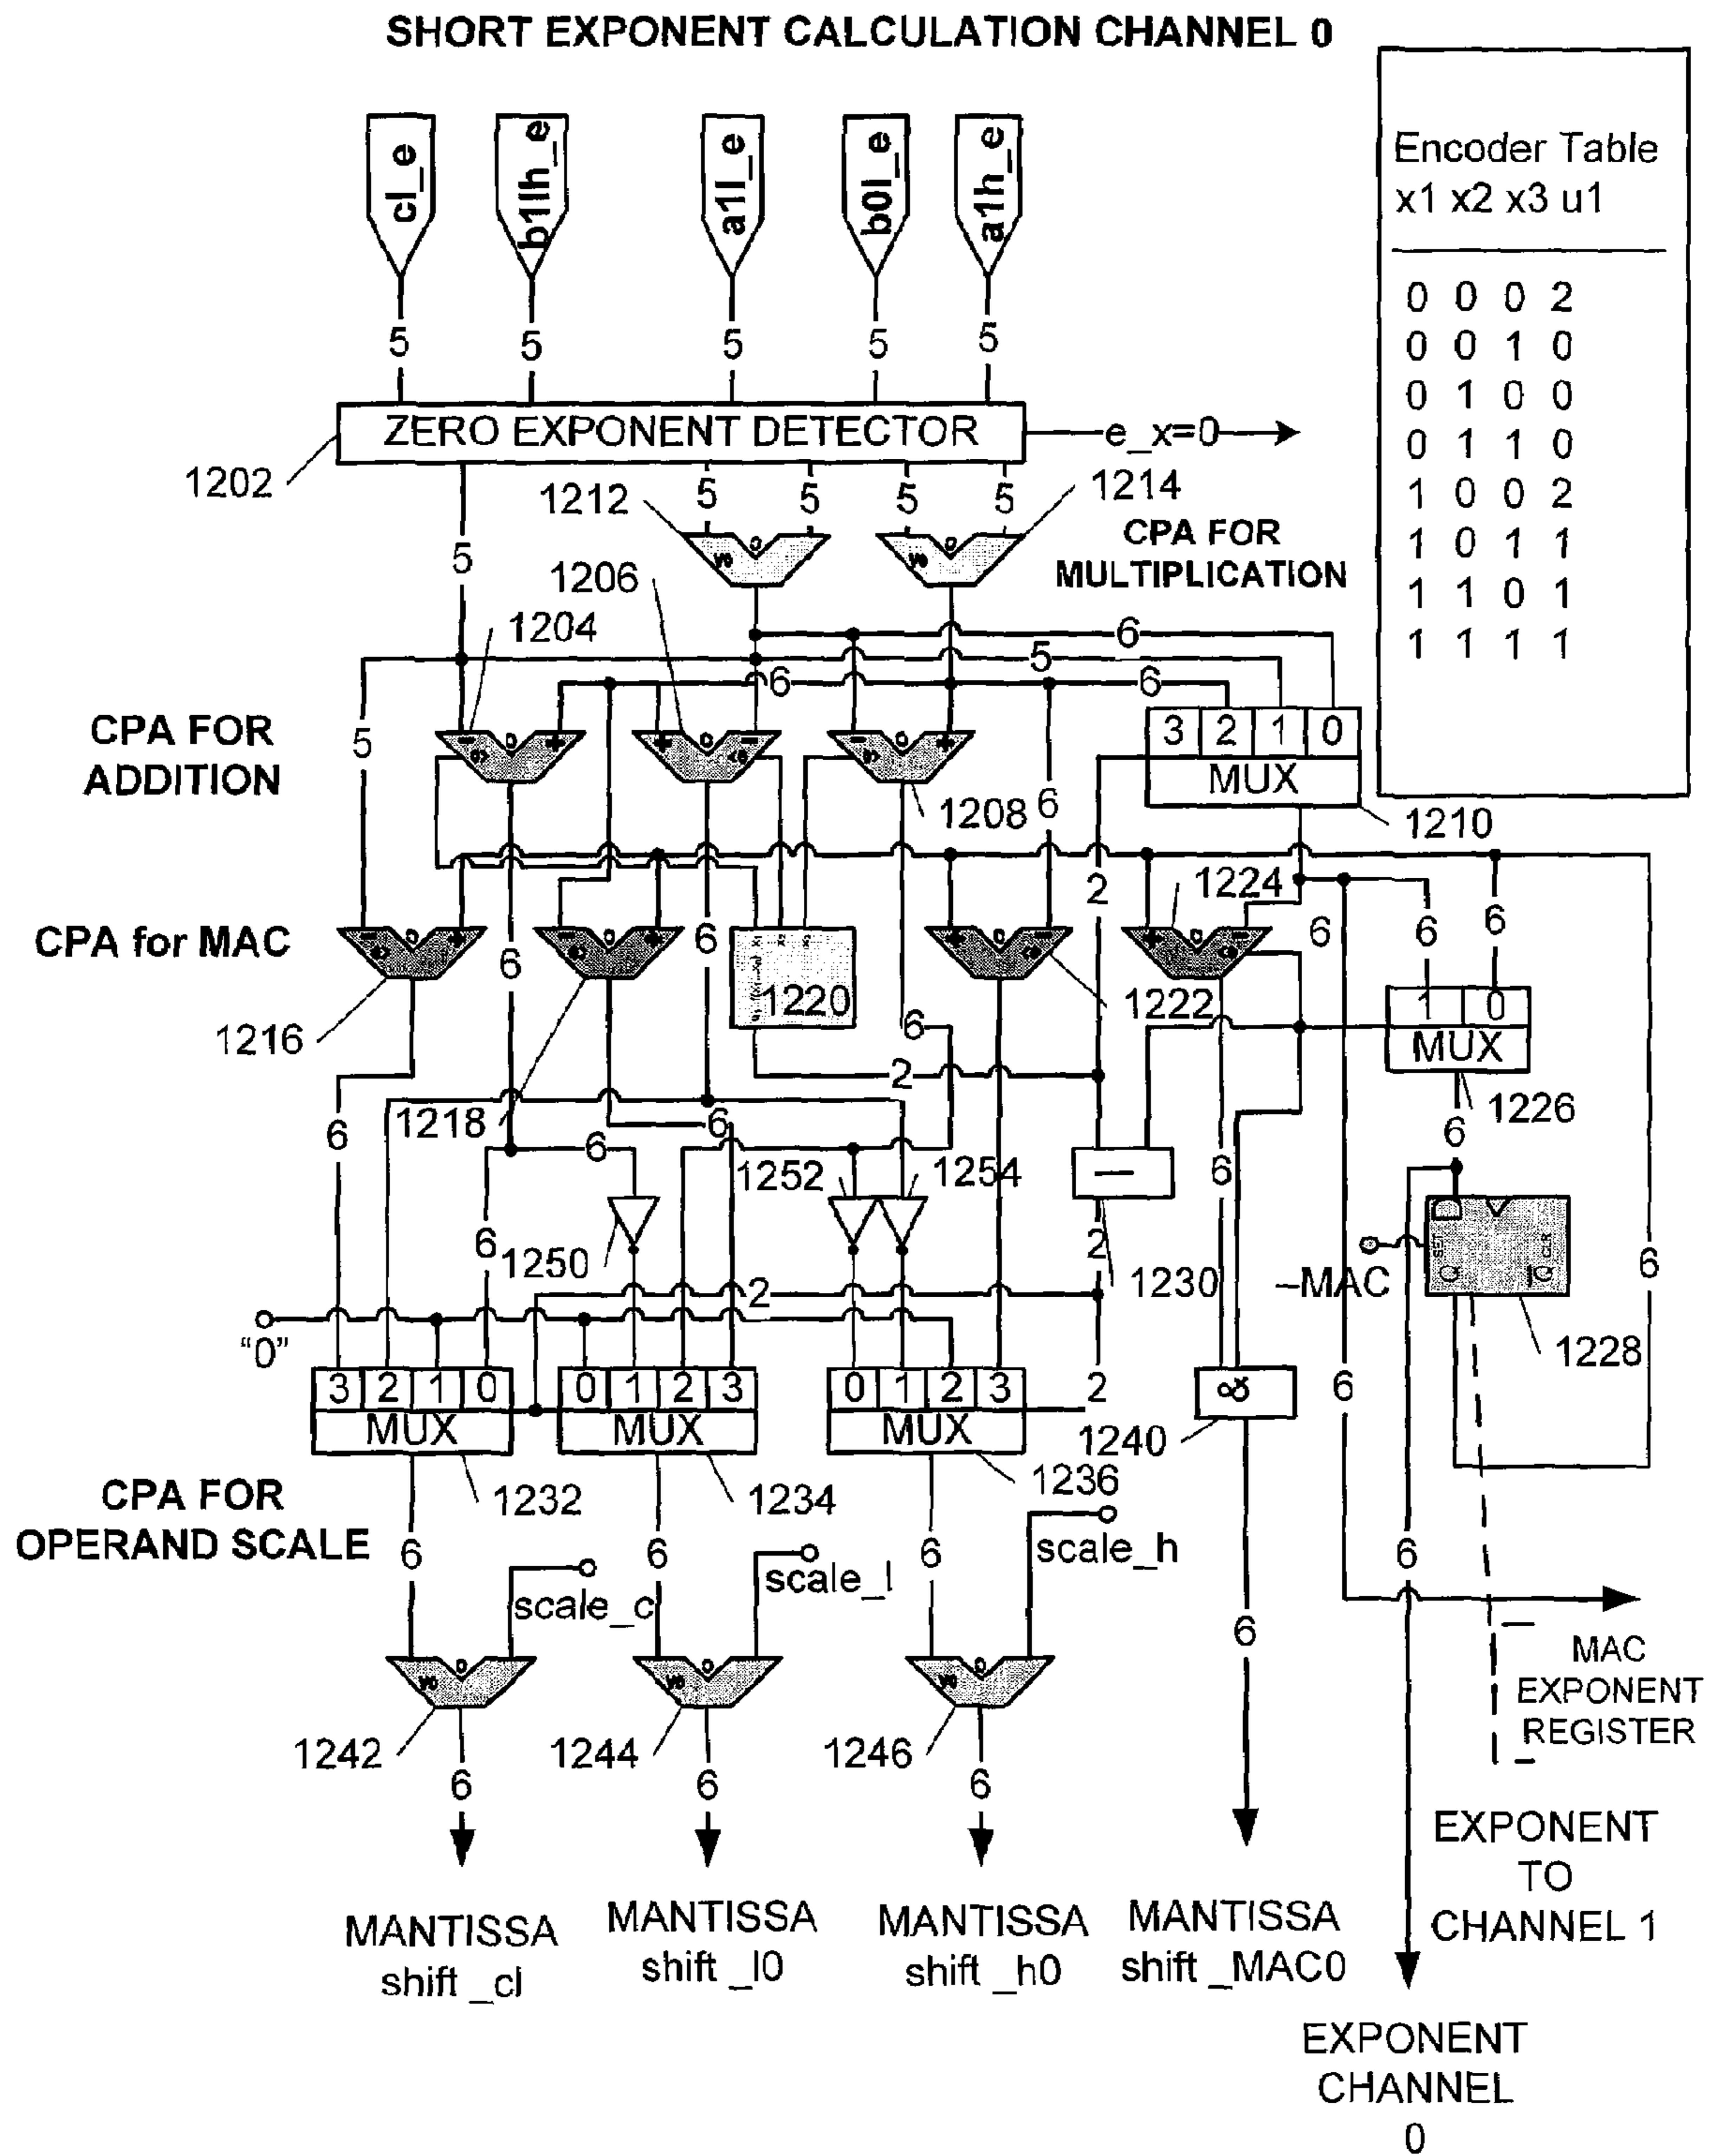 SHORT EXPONENT CALCULATION CHANNEL 0
cl_e
b1lh_e
a1l_e
b0l_e
a1h_e
Encoder Table
x1 x2 x3 u1
0 0 0 2
0 0 1 0
0 1 0 0
0 1 1 0
1 0 0 2
1 0 1 1
1 1 0 1
1 1 1 1
5 5 5 5 5
ZERO EXPONENT DETECTOR
e_x=0
1202
1212
5 5 5 5
1214
CPA FOR
MULTIPLICATION
5
1206
1204
6
5
6 6
CPA FOR
ADDITION
5
3 2 1 0
MUX
1208
6
1210
2
1224
CPA for MAC
6
6
6
6
6
1220
1222
1 0
MUX
1216
6
2
1226
1218
6
6
6
6
1252
1254
6
6
1250
2
1230
~MAC
D
SET
CLR
Q
Q
6
1228
2
"0"
3 2 1 0
MUX
0 1 2 3
MUX
0 1 2 3
MUX
2
&
6
1240
CPA FOR
OPERAND SCALE
1232
1234
1236
6
6
6
6
scale_c
scale_l
scale_h
6
MAC
EXPONENT
REGISTER
1242
1244
1246
6
6
6
MANTISSA
shift _cl
MANTISSA
shift _l0
MANTISSA
shift _h0
MANTISSA
shift _MAC0
EXPONENT
TO
CHANNEL 1
EXPONENT
CHANNEL
0